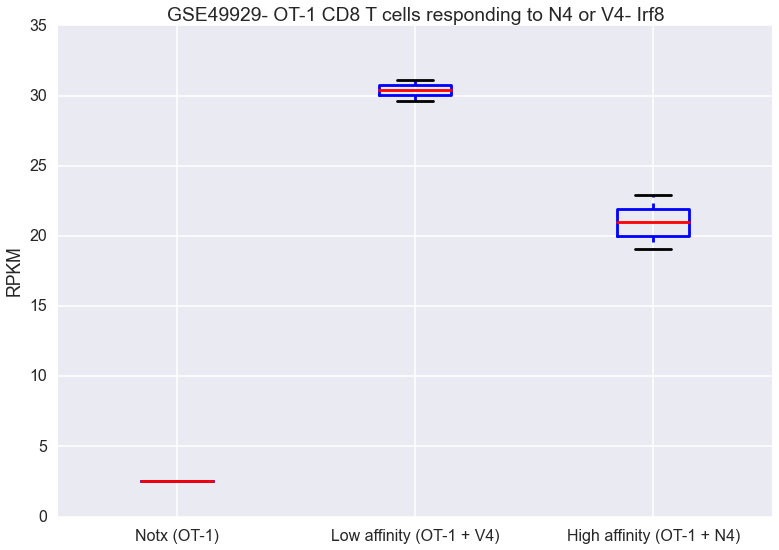 GSE49929- OT-1 CD8 T cells responding to N4 or V4- Irf8
35
30
25
20
15
10
5
0
RPKM
Notx (OT-1)
Low affinity (OT-1 + V4)
High affinity (OT-1 + N4)